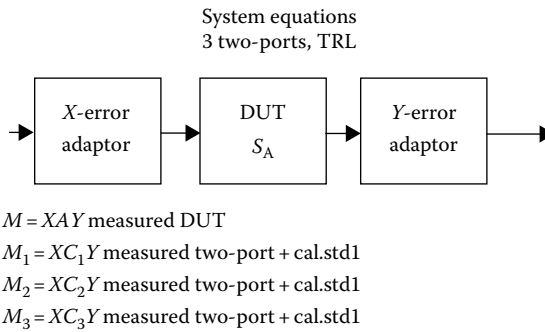 System equations
3 two-ports, TRL
X-error
adaptor
DUT
S_A
Y-error
adaptor
M = XAY measured DUT
M₁ = XC₁Y measured two-port + cal.std1
M₂ = XC₂Y measured two-port + cal.std1
M₃ = XC₃Y measured two-port + cal.std1